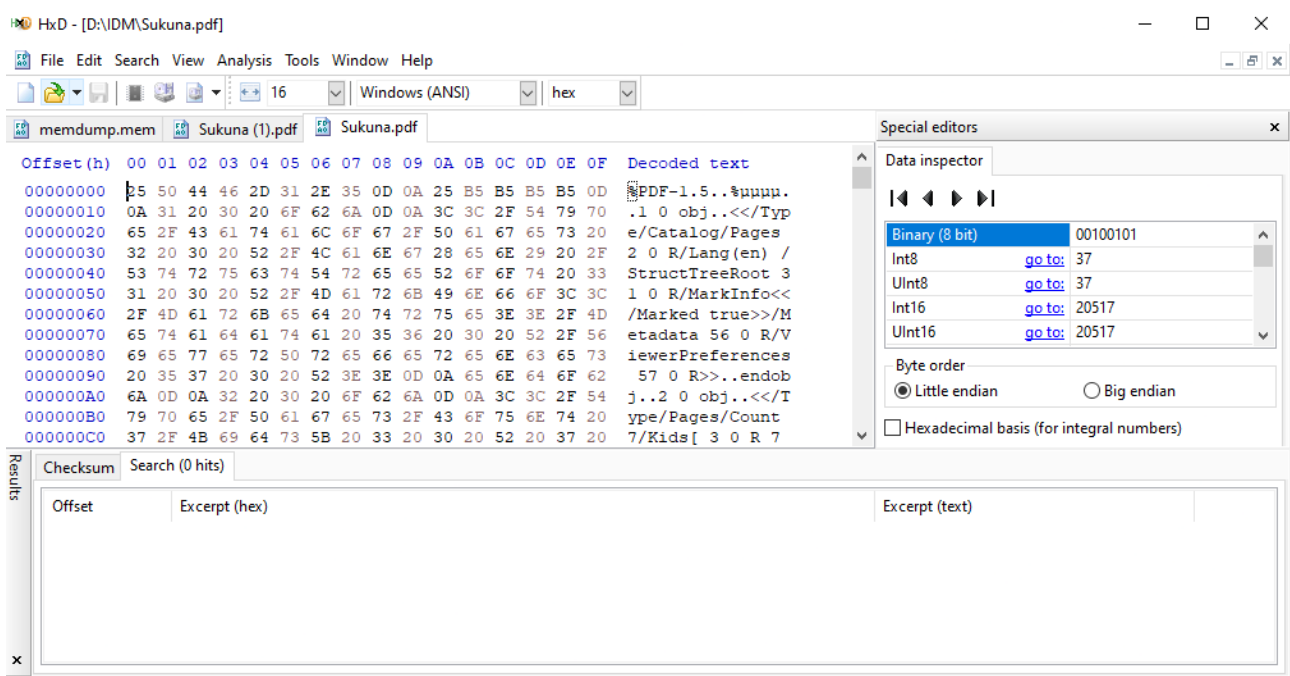 HxD - [D:\IDM\Sukuna.pdf]
File Edit Search View Analysis Tools Window Help
16 Windows (ANSI) hex
memdump.mem Sukuna (1).pdf Sukuna.pdf
Special editors
Data inspector
Offset(h) 00 01 02 03 04 05 06 07 08 09 0A 0B 0C 0D 0E 0F Decoded text
00000000 25 50 44 46 2D 31 2E 35 0D 0A 25 B5 B5 B5 B5 0D %PDF-1.5..%µµµµ.
00000010 0A 31 20 30 20 6F 62 6A 0D 0A 3C 3C 2F 54 79 70 .1 0 obj..<</Typ
00000020 65 2F 43 61 74 61 6C 6F 67 2F 50 61 67 65 73 20 e/Catalog/Pages
00000030 32 20 30 20 52 2F 4C 61 6E 67 28 65 6E 29 20 2F 2 0 R/Lang(en) /
00000040 53 74 72 75 63 74 54 72 65 65 52 6F 6F 74 20 33 StructTreeRoot 3
00000050 31 20 30 20 52 2F 4D 61 72 6B 49 6E 66 6F 3C 3C 1 0 R/MarkInfo<<
00000060 2F 4D 61 72 6B 65 64 20 74 72 75 65 3E 3E 2F 4D /Marked true>>/M
00000070 65 74 61 64 61 74 61 20 35 36 20 30 20 52 2F 56 etadata 56 0 R/V
00000080 69 65 77 65 72 50 72 65 66 65 72 65 6E 63 65 73 iewerPreferences
00000090 20 35 37 20 30 20 52 3E 3E 0D 0A 65 6E 64 6F 62 57 0 R>>..endob
000000A0 6A 0D 0A 32 20 30 20 6F 62 6A 0D 0A 3C 3C 2F 54 j..2 0 obj..<</T
000000B0 79 70 65 2F 50 61 67 65 73 2F 43 6F 75 6E 74 20 ype/Pages/Count
000000C0 37 2F 4B 69 64 73 5B 20 33 20 30 20 52 20 37 20 7/Kids[ 3 0 R 7
Binary (8 bit) 00100101
Int8 go to: 37
UInt8 go to: 37
Int16 go to: 20517
UInt16 go to: 20517
Byte order
Little endian Big endian
Hexadecimal basis (for integral numbers)
Results
Checksum Search (0 hits)
Offset Excerpt (hex) Excerpt (text)